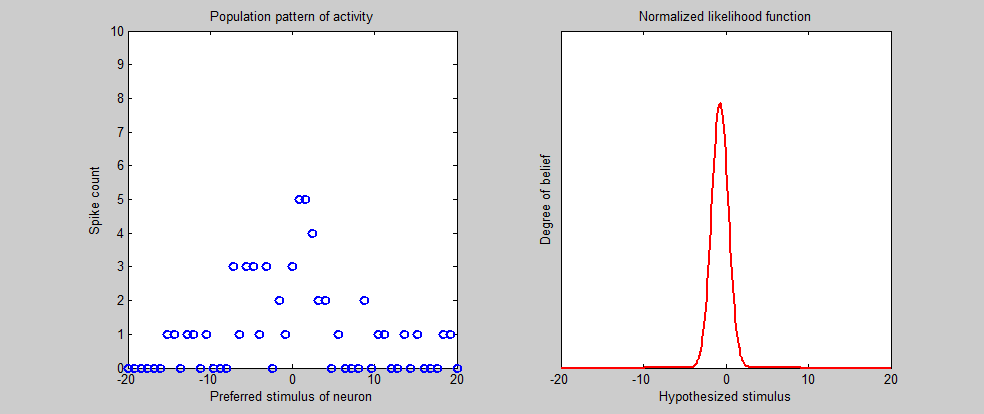 Population pattern of activity
10
9
8
7
6
5
4
3
2
1
0
Spike count
-20 -10 0 10 20
Preferred stimulus of neuron
Normalized likelihood function
Degree of belief
-20 -10 0 10 20
Hypothesized stimulus